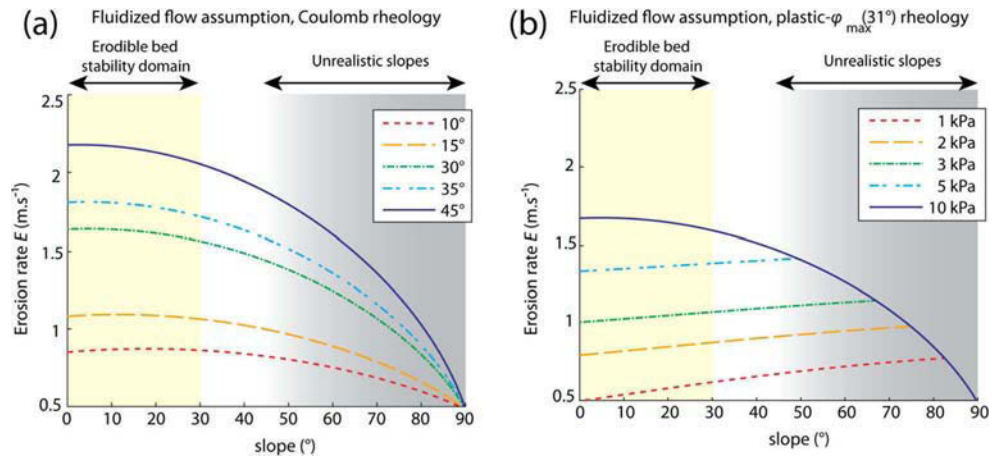 (a)
Fluidized flow assumption, Coulomb rheology
Erodible bed
stability domain
Unrealistic slopes
2.5
2
1.5
1
0.5
Erosion rate E (m.s⁻¹)
10°
15°
30°
35°
45°
0 10 20 30 40 50 60 70 80 90
slope (°)
(b)
Fluidized flow assumption, plastic-φmax(31°) rheology
Erodible bed
stability domain
Unrealistic slopes
2.5
2
1.5
1
0.5
Erosion rate E (m.s⁻¹)
1 kPa
2 kPa
3 kPa
5 kPa
10 kPa
0 10 20 30 40 50 60 70 80 90
slope (°)